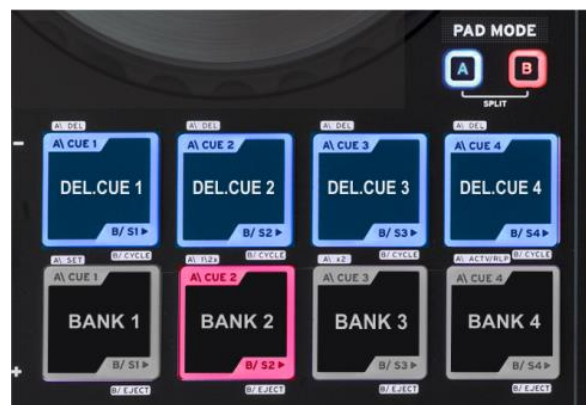 PAD MODE
A B
SPLIT
A\ DEL A\ DEL A\ DEL A\ DEL
-
A\ CUE 1 A\ CUE 2 A\ CUE 3 A\ CUE 4
DEL.CUE 1 DEL.CUE 2 DEL.CUE 3 DEL.CUE 4
B/ S1 B/ S2 B/ S3 B/ S4
B/ CYCLE B/ CYCLE B/ CYCLE B/ CYCLE
A\ SET A\ 1\2x A\ x2 A\ ACTV/RLP
A\ CUE 1 A\ CUE 2 A\ CUE 3 A\ CUE 4
BANK 1 BANK 2 BANK 3 BANK 4
B/ S1 B/ S2 B/ S3 B/ S4
+
B/ EJECT B/ EJECT B/ EJECT B/ EJECT